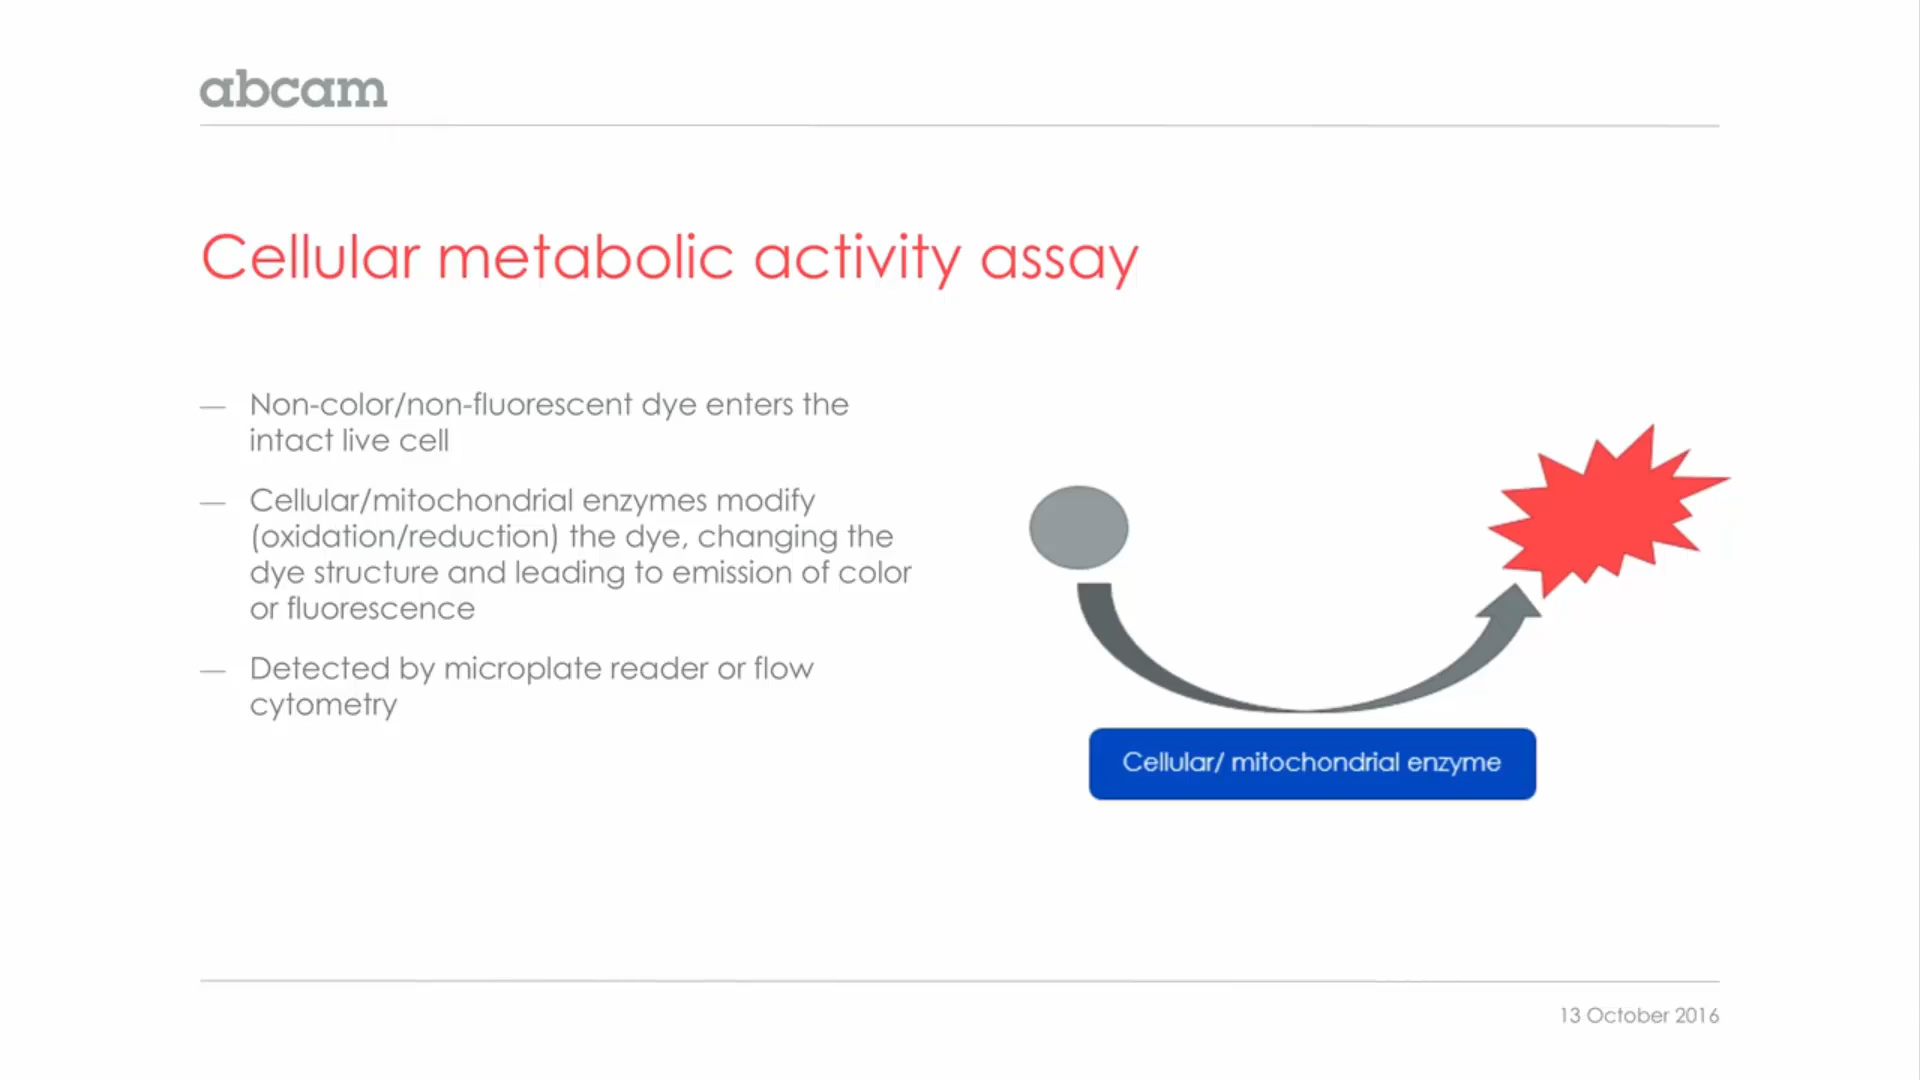 abcam
Cellular metabolic activity assay
— Non-color/non-fluorescent dye enters the
intact live cell
— Cellular/mitochondrial enzymes modify
(oxidation/reduction) the dye, changing the
dye structure and leading to emission of color
or fluorescence
— Detected by microplate reader or flow
cytometry
Cellular/ mitochondrial enzyme
13 October 2016